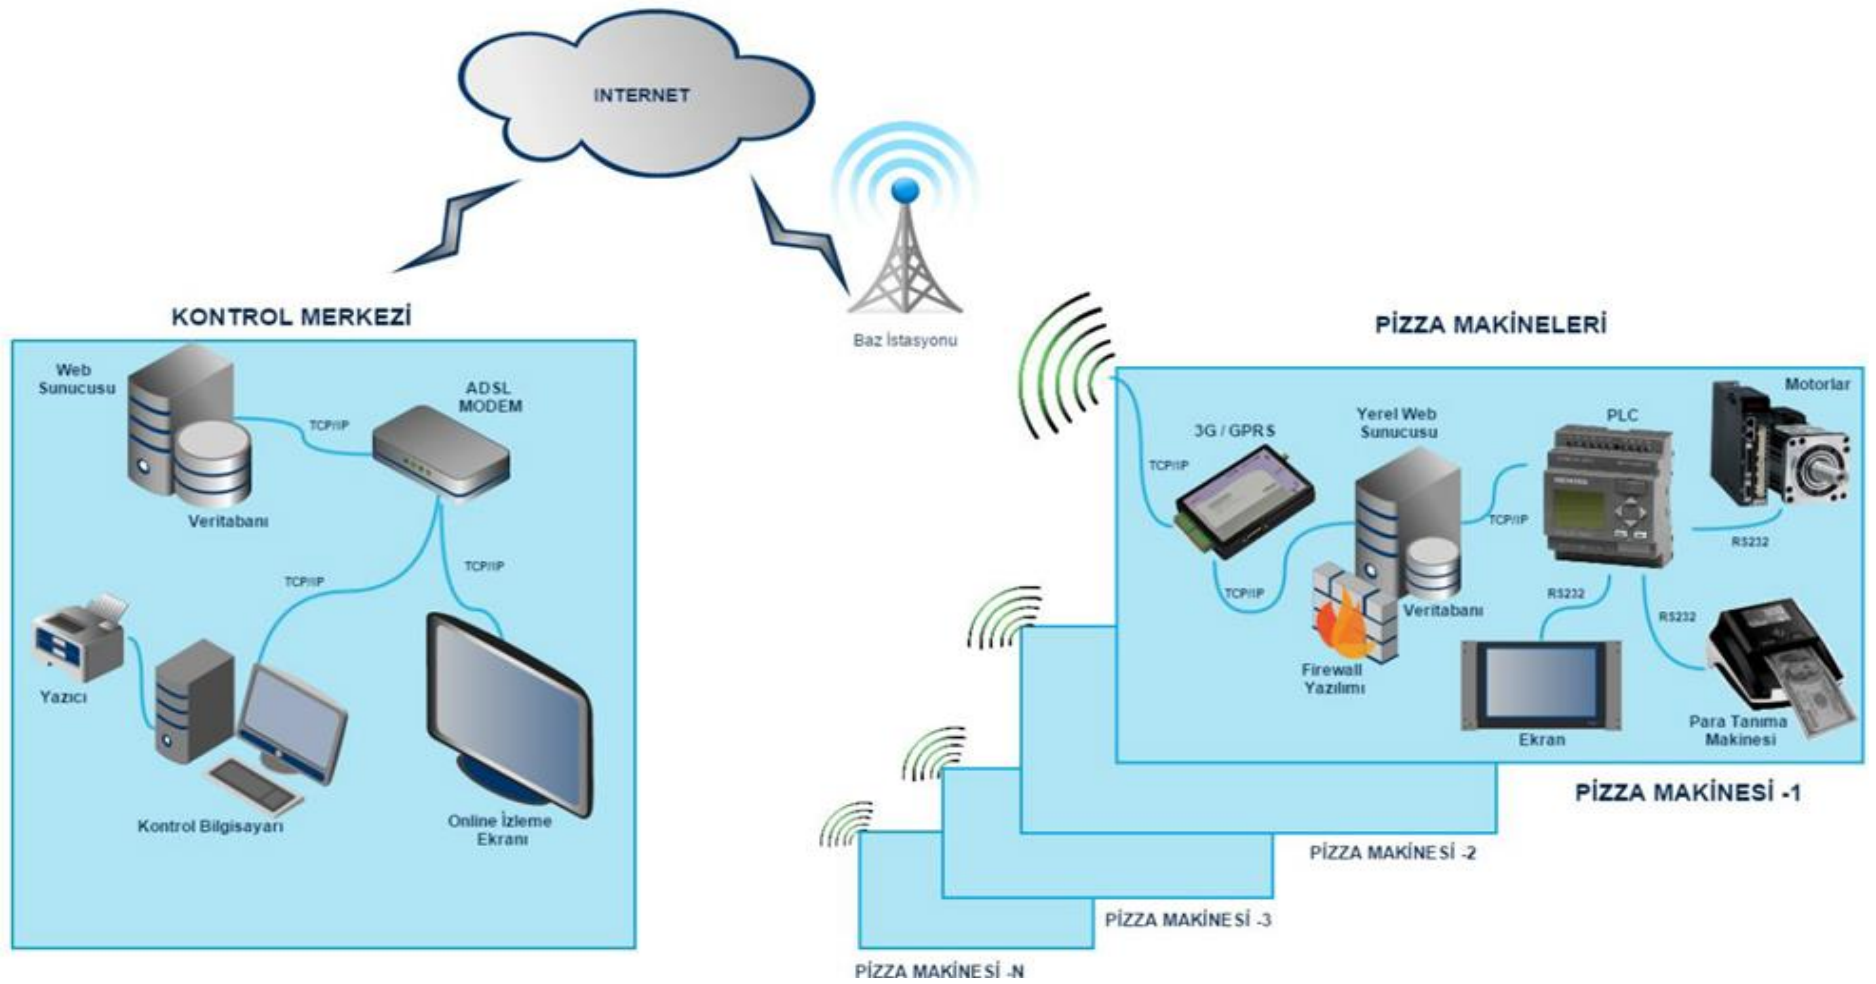 INTERNET
Baz İstasyonu
KONTROL MERKEZİ
Web
Sunucusu
ADSL
MODEM
TCP/IP
Veritabanı
TCP/IP
TCP/IP
Yazıcı
Kontrol Bilgisayarı
Online İzleme
Ekranı
PİZZA MAKİNELERİ
Motorlar
PLC
Yerel Web
Sunucusu
3G / GPRS
TCP/IP
SIEMENS
TCP/IP
RS232
TCP/IP
RS232
RS232
Veritabanı
Firewall
Yazılımı
Ekran
Para Tanıma
Makinesi
PİZZA MAKİNESİ -1
PİZZA MAKİNESİ -2
PİZZA MAKİNESİ -3
PİZZA MAKİNESİ -N